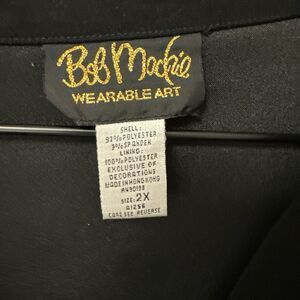 Bob Mackie
WEARABLE ART
SHELL:
97%POLYESTER
3%SPANDEX
LINING:
100%POLYESTER
EXCLUSIVE OF
DECORATIONS
MADE IN HONG KONG
SIZE: 2X
CARE SEE REVERSE